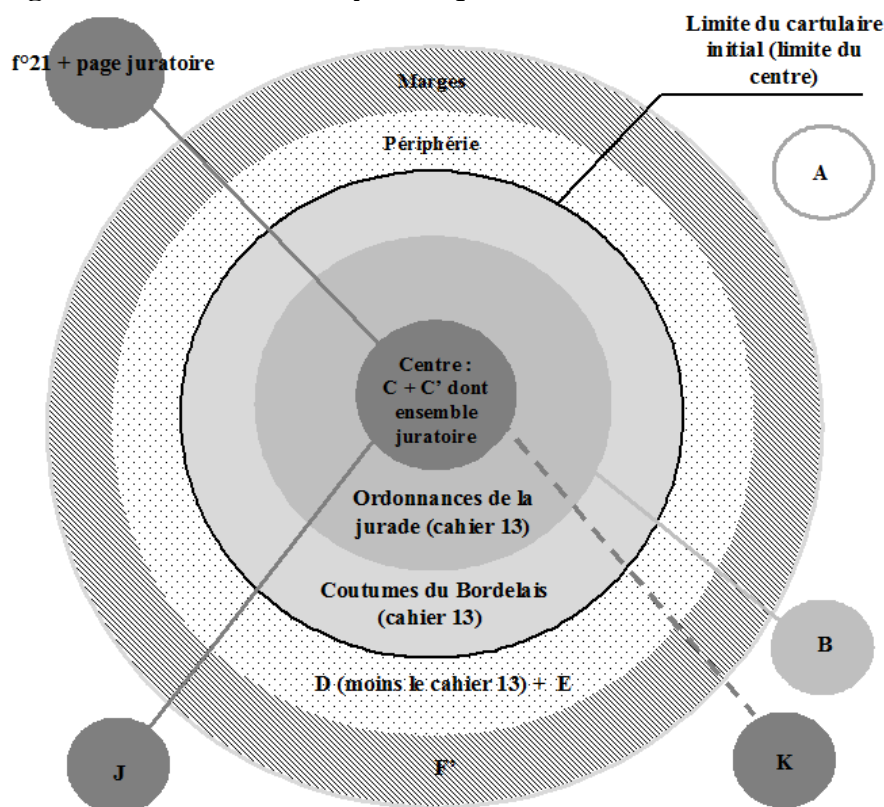 Limite du cartulaire
initial (limite du
centre)
f°21 + page juratoire
Marges
Périphérie
A
Centre :
C + C’ dont
ensemble
juratoire
Ordonnances de la
jurade (cahier 13)
Coutumes du Bordelais
(cahier 13)
B
D (moins le cahier 13) + E
F’
J
K